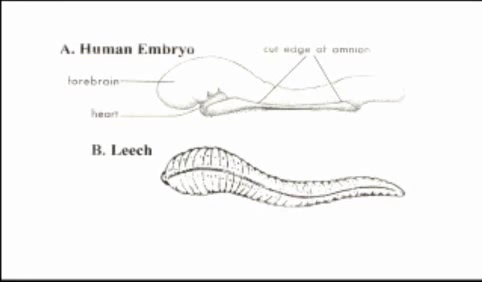 A. Human Embryo
cut edge of amnion
forebrain
heart
B. Leech